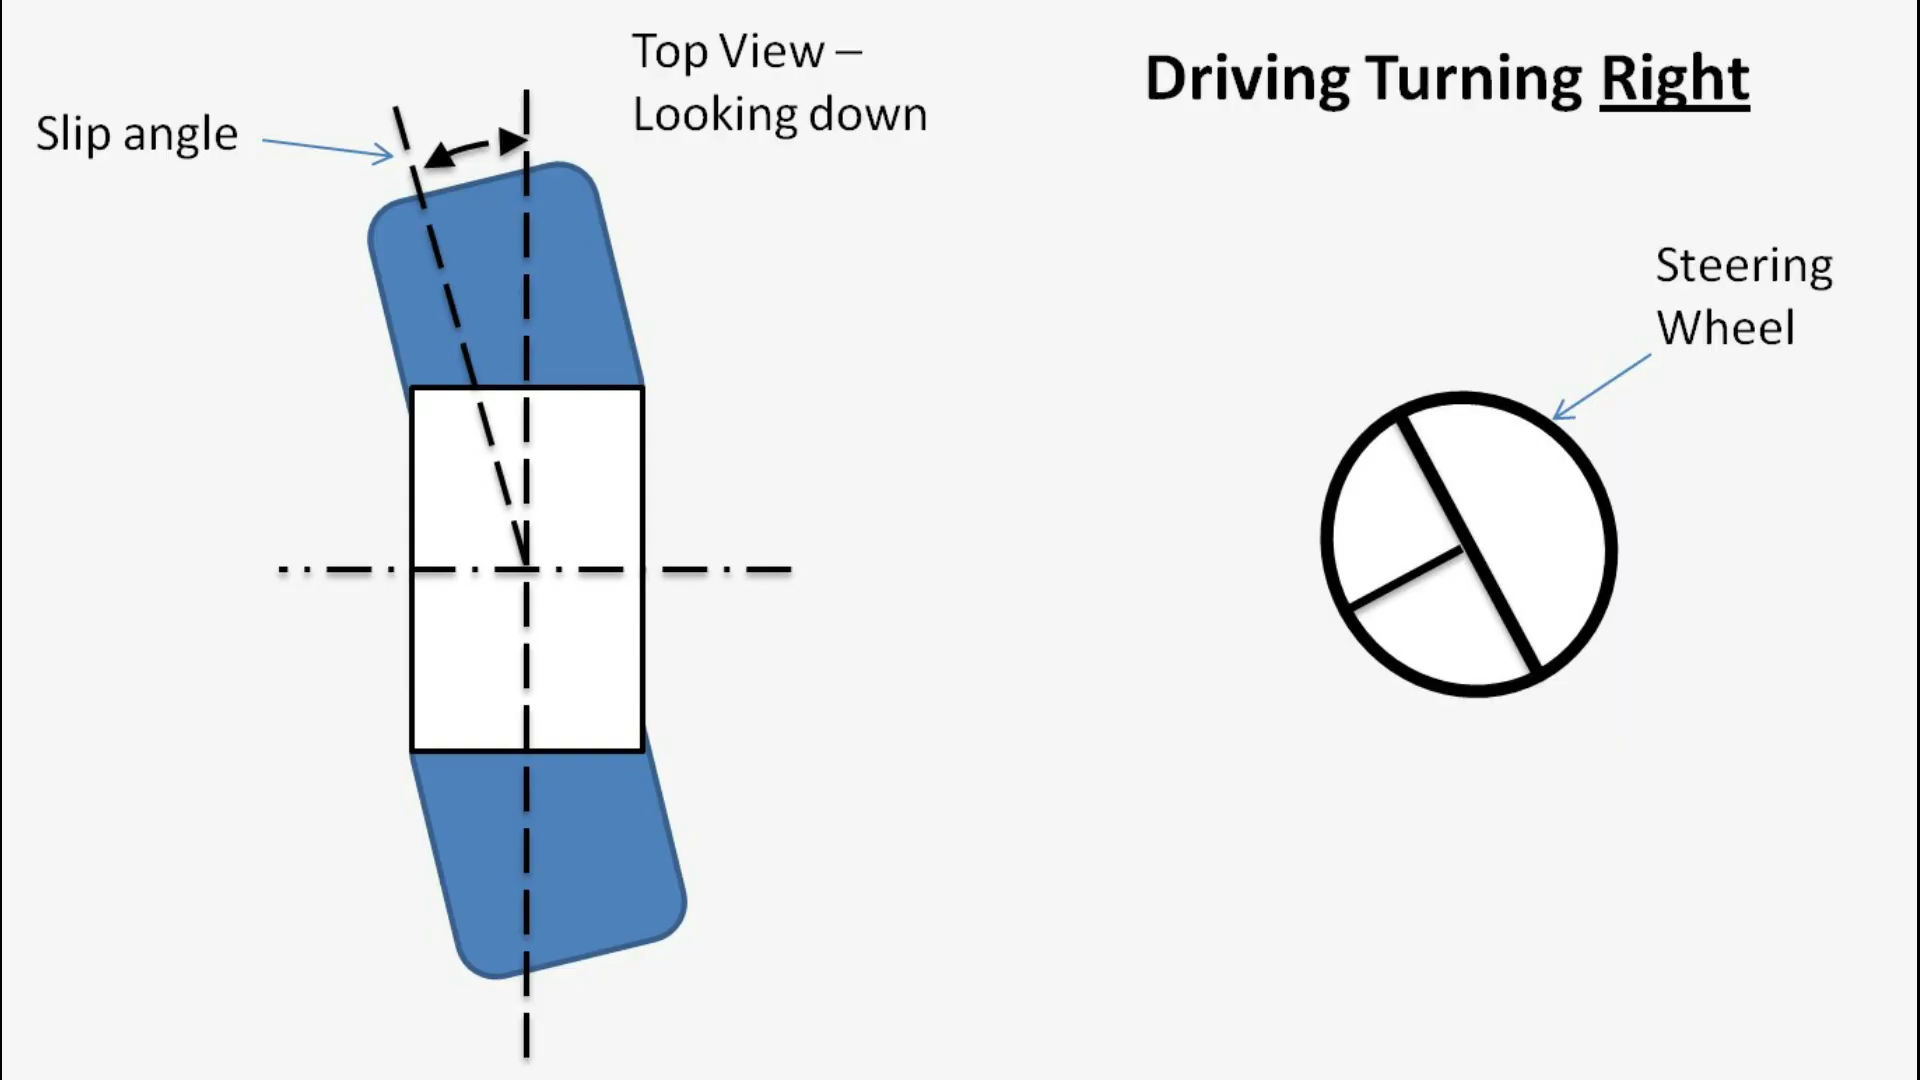 Top View –
Looking down
Driving Turning Right
Slip angle
Steering
Wheel